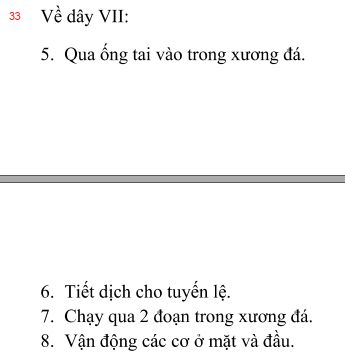 33 Về dây VII:
5. Qua ống tai vào trong xương đá.
6. Tiết dịch cho tuyến lệ.
7. Chạy qua 2 đoạn trong xương đá.
8. Vận động các cơ ở mặt và đầu.